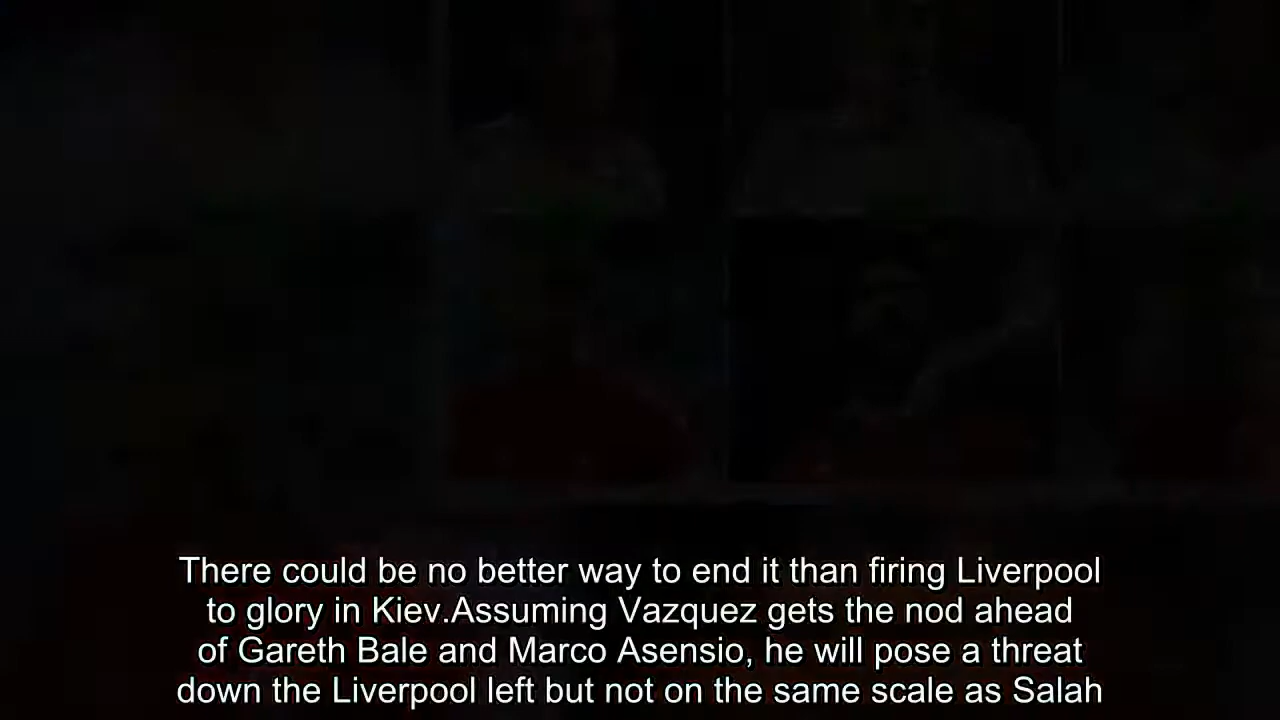 There could be no better way to end it than firing Liverpool
to glory in Kiev.Assuming Vazquez gets the nod ahead
of Gareth Bale and Marco Asensio, he will pose a threat
down the Liverpool left but not on the same scale as Salah